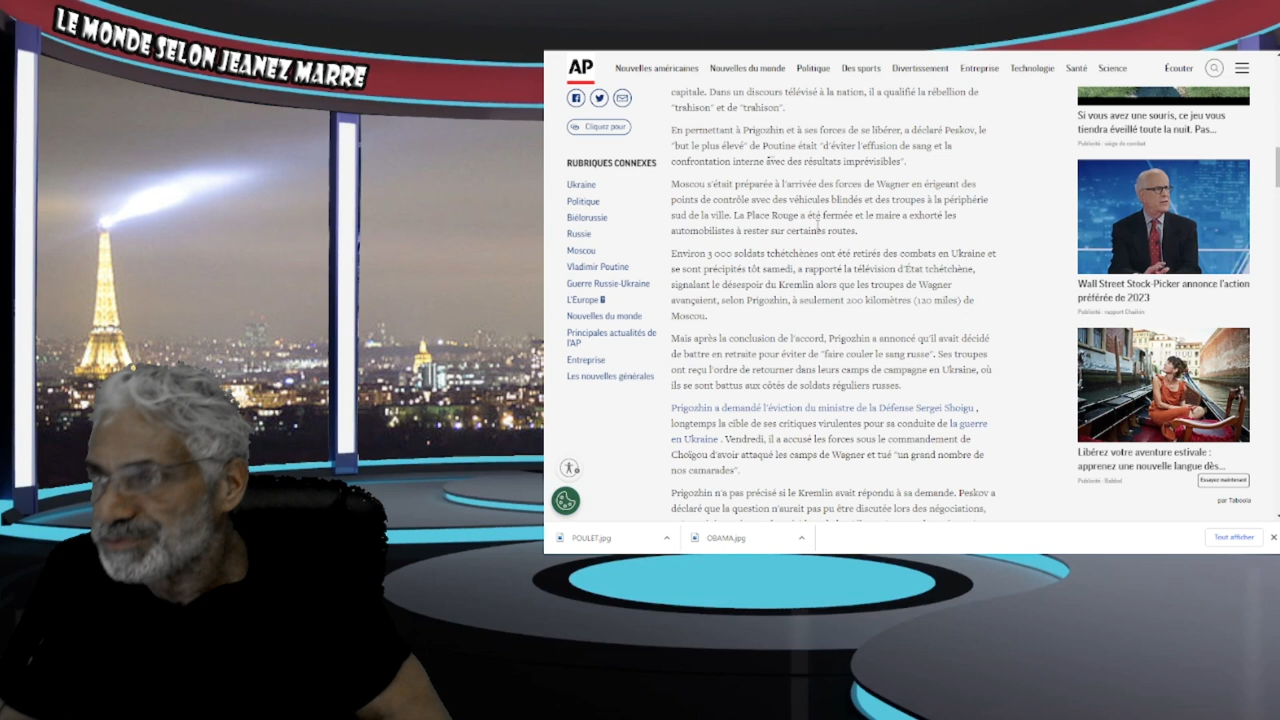 LE MONDE SELON JEANEZ MARRE
AP
Nouvelles américaines Nouvelles du monde Politique Des sports Divertissement Entreprise Technologie Santé Science Écouter
Cliquez pour
RUBRIQUES CONNEXES
Ukraine
Politique
Biélorussie
Russie
Moscou
Vladimir Poutine
Guerre Russie-Ukraine
L'Europe
Nouvelles du monde
Principales actualités de
l'AP
Entreprise
Les nouvelles générales
capitale. Dans un discours télévisé à la nation, il a qualifié la rébellion de
"trahison" et de "trahison".
En permettant à Prigozhin et à ses forces de se libérer, a déclaré Peskov, le
"but le plus élevé" de Poutine était "d'éviter l'effusion de sang et la
confrontation interne avec des résultats imprévisibles".
Moscou s'était préparée à l'arrivée des forces de Wagner en érigeant des
points de contrôle avec des véhicules blindés et des troupes à la périphérie
sud de la ville. La Place Rouge a été fermée et le maire a exhorté les
automobilistes à rester sur certaines routes.
Environ 3 000 soldats tchétchènes ont été retirés des combats en Ukraine et
se sont précipités tôt samedi, a rapporté la télévision d'État tchétchène,
signalant le désespoir du Kremlin alors que les troupes de Wagner
avançaient, selon Prigozhin, à seulement 200 kilomètres (120 miles) de
Moscou.
Mais après la conclusion de l'accord, Prigozhin a annoncé qu'il avait décidé
de battre en retraite pour éviter de "faire couler le sang russe". Ses troupes
ont reçu l'ordre de retourner dans leurs camps de campagne en Ukraine, où
ils se sont battus aux côtés de soldats réguliers russes.
Prigozhin a demandé l'éviction du ministre de la Défense Sergei Shoigu ,
longtemps la cible de ses critiques virulentes pour sa conduite de la guerre
en Ukraine . Vendredi, il a accusé les forces sous le commandement de
Choïgou d'avoir attaqué les camps de Wagner et tué "un grand nombre de
nos camarades".
Prigozhin n'a pas précisé si le Kremlin avait répondu à sa demande. Peskov a
déclaré que la question n'aurait pas pu être discutée lors des négociations,
Si vous avez une souris, ce jeu vous
tiendra éveillé toute la nuit. Pas...
Publicité : siège de combat
Wall Street Stock-Picker annonce l'action
préférée de 2023
Publicité : rapport
Libérez votre aventure estivale :
apprenez une nouvelle langue dès...
Publicité : Babbel
Essayez maintenant
par Taboola
POULET.jpg OBAMA.jpg Tout afficher